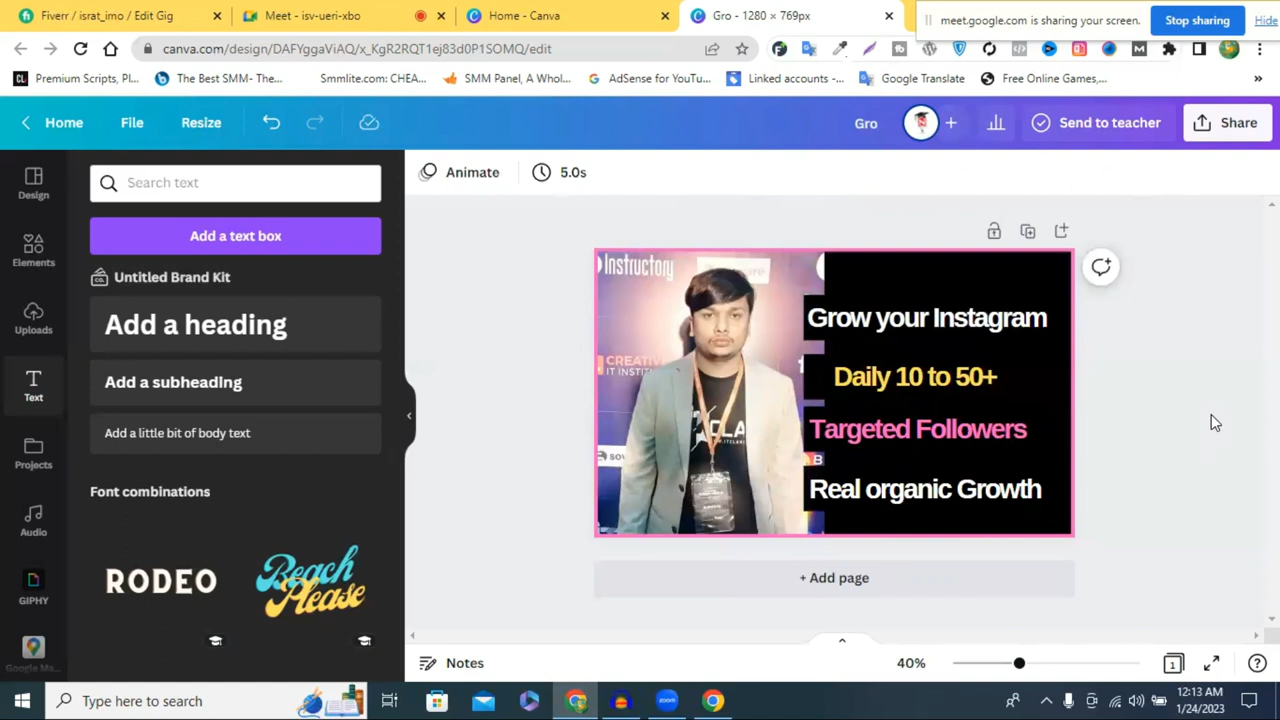 Fiverr / israt_imo / Edit Gig
Meet - isv-ueri-xbo
Home - Canva
Gro - 1280 × 769px
meet.google.com is sharing your screen.
Stop sharing
Hide
canva.com/design/DAFYggaViAQ/x_KgR2RQT1ej83d0P1SOMQ/edit
Premium Scripts, Pl...
The Best SMM- The...
Smmlite.com: CHEA...
SMM Panel, A Whol...
AdSense for YouTu...
Linked accounts -...
Google Translate
Free Online Games,...
»
Home
File
Resize
Gro
Send to teacher
Share
Design
Elements
Uploads
Text
Projects
Audio
GIPHY
Google Ma...
Search text
Add a text box
Untitled Brand Kit
Add a heading
Add a subheading
Add a little bit of body text
Font combinations
RODEO
Beach
Please
Animate
5.0s
Instructory
CREATIVE
IT INSTIT
Grow your Instagram
Daily 10 to 50+
Targeted Followers
Real organic Growth
+ Add page
Notes
40%
1
Type here to search
12:13 AM
1/24/2023